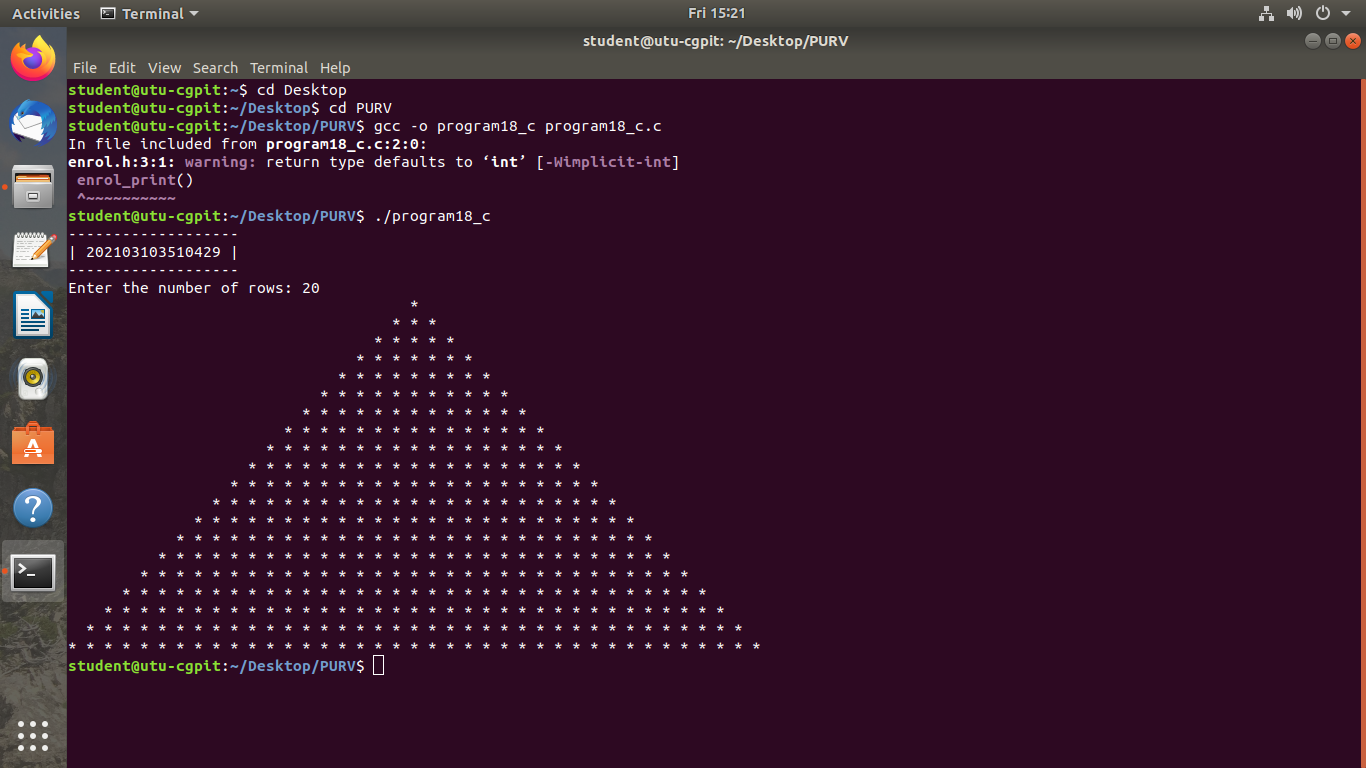 Activities Terminal Fri 15:21
student@utu-cgpit: ~/Desktop/PURV
File Edit View Search Terminal Help
student@utu-cgpit:~$ cd Desktop
student@utu-cgpit:~/Desktop$ cd PURV
student@utu-cgpit:~/Desktop/PURV$ gcc -o program18_c program18_c.c
In file included from program18_c.c:2:0:
enrol.h:3:1: warning: return type defaults to ‘int’ [-Wimplicit-int]
 enrol_print()
 ^~~~~~~~~~~
student@utu-cgpit:~/Desktop/PURV$ ./program18_c
-------------------
| 202103103510429 |
-------------------
Enter the number of rows: 20
                                      *
                                    * * *
                                  * * * * *
                                * * * * * * *
                              * * * * * * * * *
                            * * * * * * * * * * *
                          * * * * * * * * * * * * *
                        * * * * * * * * * * * * * * *
                      * * * * * * * * * * * * * * * * *
                    * * * * * * * * * * * * * * * * * * *
                  * * * * * * * * * * * * * * * * * * * * *
                * * * * * * * * * * * * * * * * * * * * * * *
              * * * * * * * * * * * * * * * * * * * * * * * * *
            * * * * * * * * * * * * * * * * * * * * * * * * * * *
          * * * * * * * * * * * * * * * * * * * * * * * * * * * * *
        * * * * * * * * * * * * * * * * * * * * * * * * * * * * * * *
      * * * * * * * * * * * * * * * * * * * * * * * * * * * * * * * * *
    * * * * * * * * * * * * * * * * * * * * * * * * * * * * * * * * * * *
  * * * * * * * * * * * * * * * * * * * * * * * * * * * * * * * * * * * * *
* * * * * * * * * * * * * * * * * * * * * * * * * * * * * * * * * * * * * * *
student@utu-cgpit:~/Desktop/PURV$